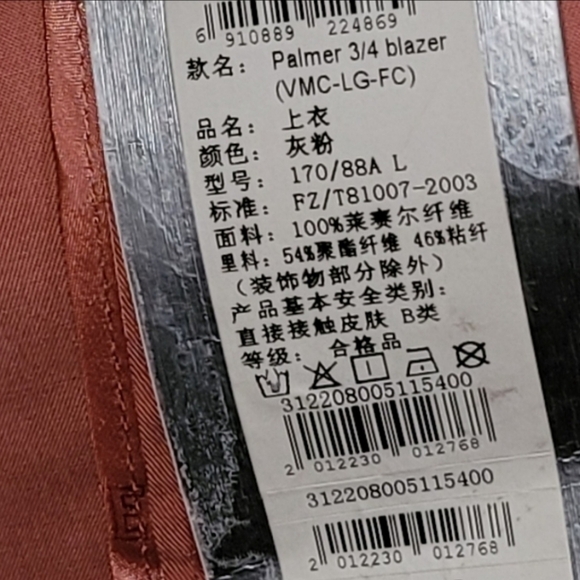 6 910889 224869
款名： Palmer 3/4 blazer
(VMC-LG-FC)
品名： 上衣
颜色： 灰粉
型号： 170/88A L
标准： FZ/T81007-2003
面料： 100%莱赛尔纤维
里料： 54%聚酯纤维 46%粘纤
（装饰物部分除外）
产品基本安全类别：
直接接触皮肤 B类
等级： 合格品
312208005115400
2 012230 012768
312208005115400
2 012230 012768